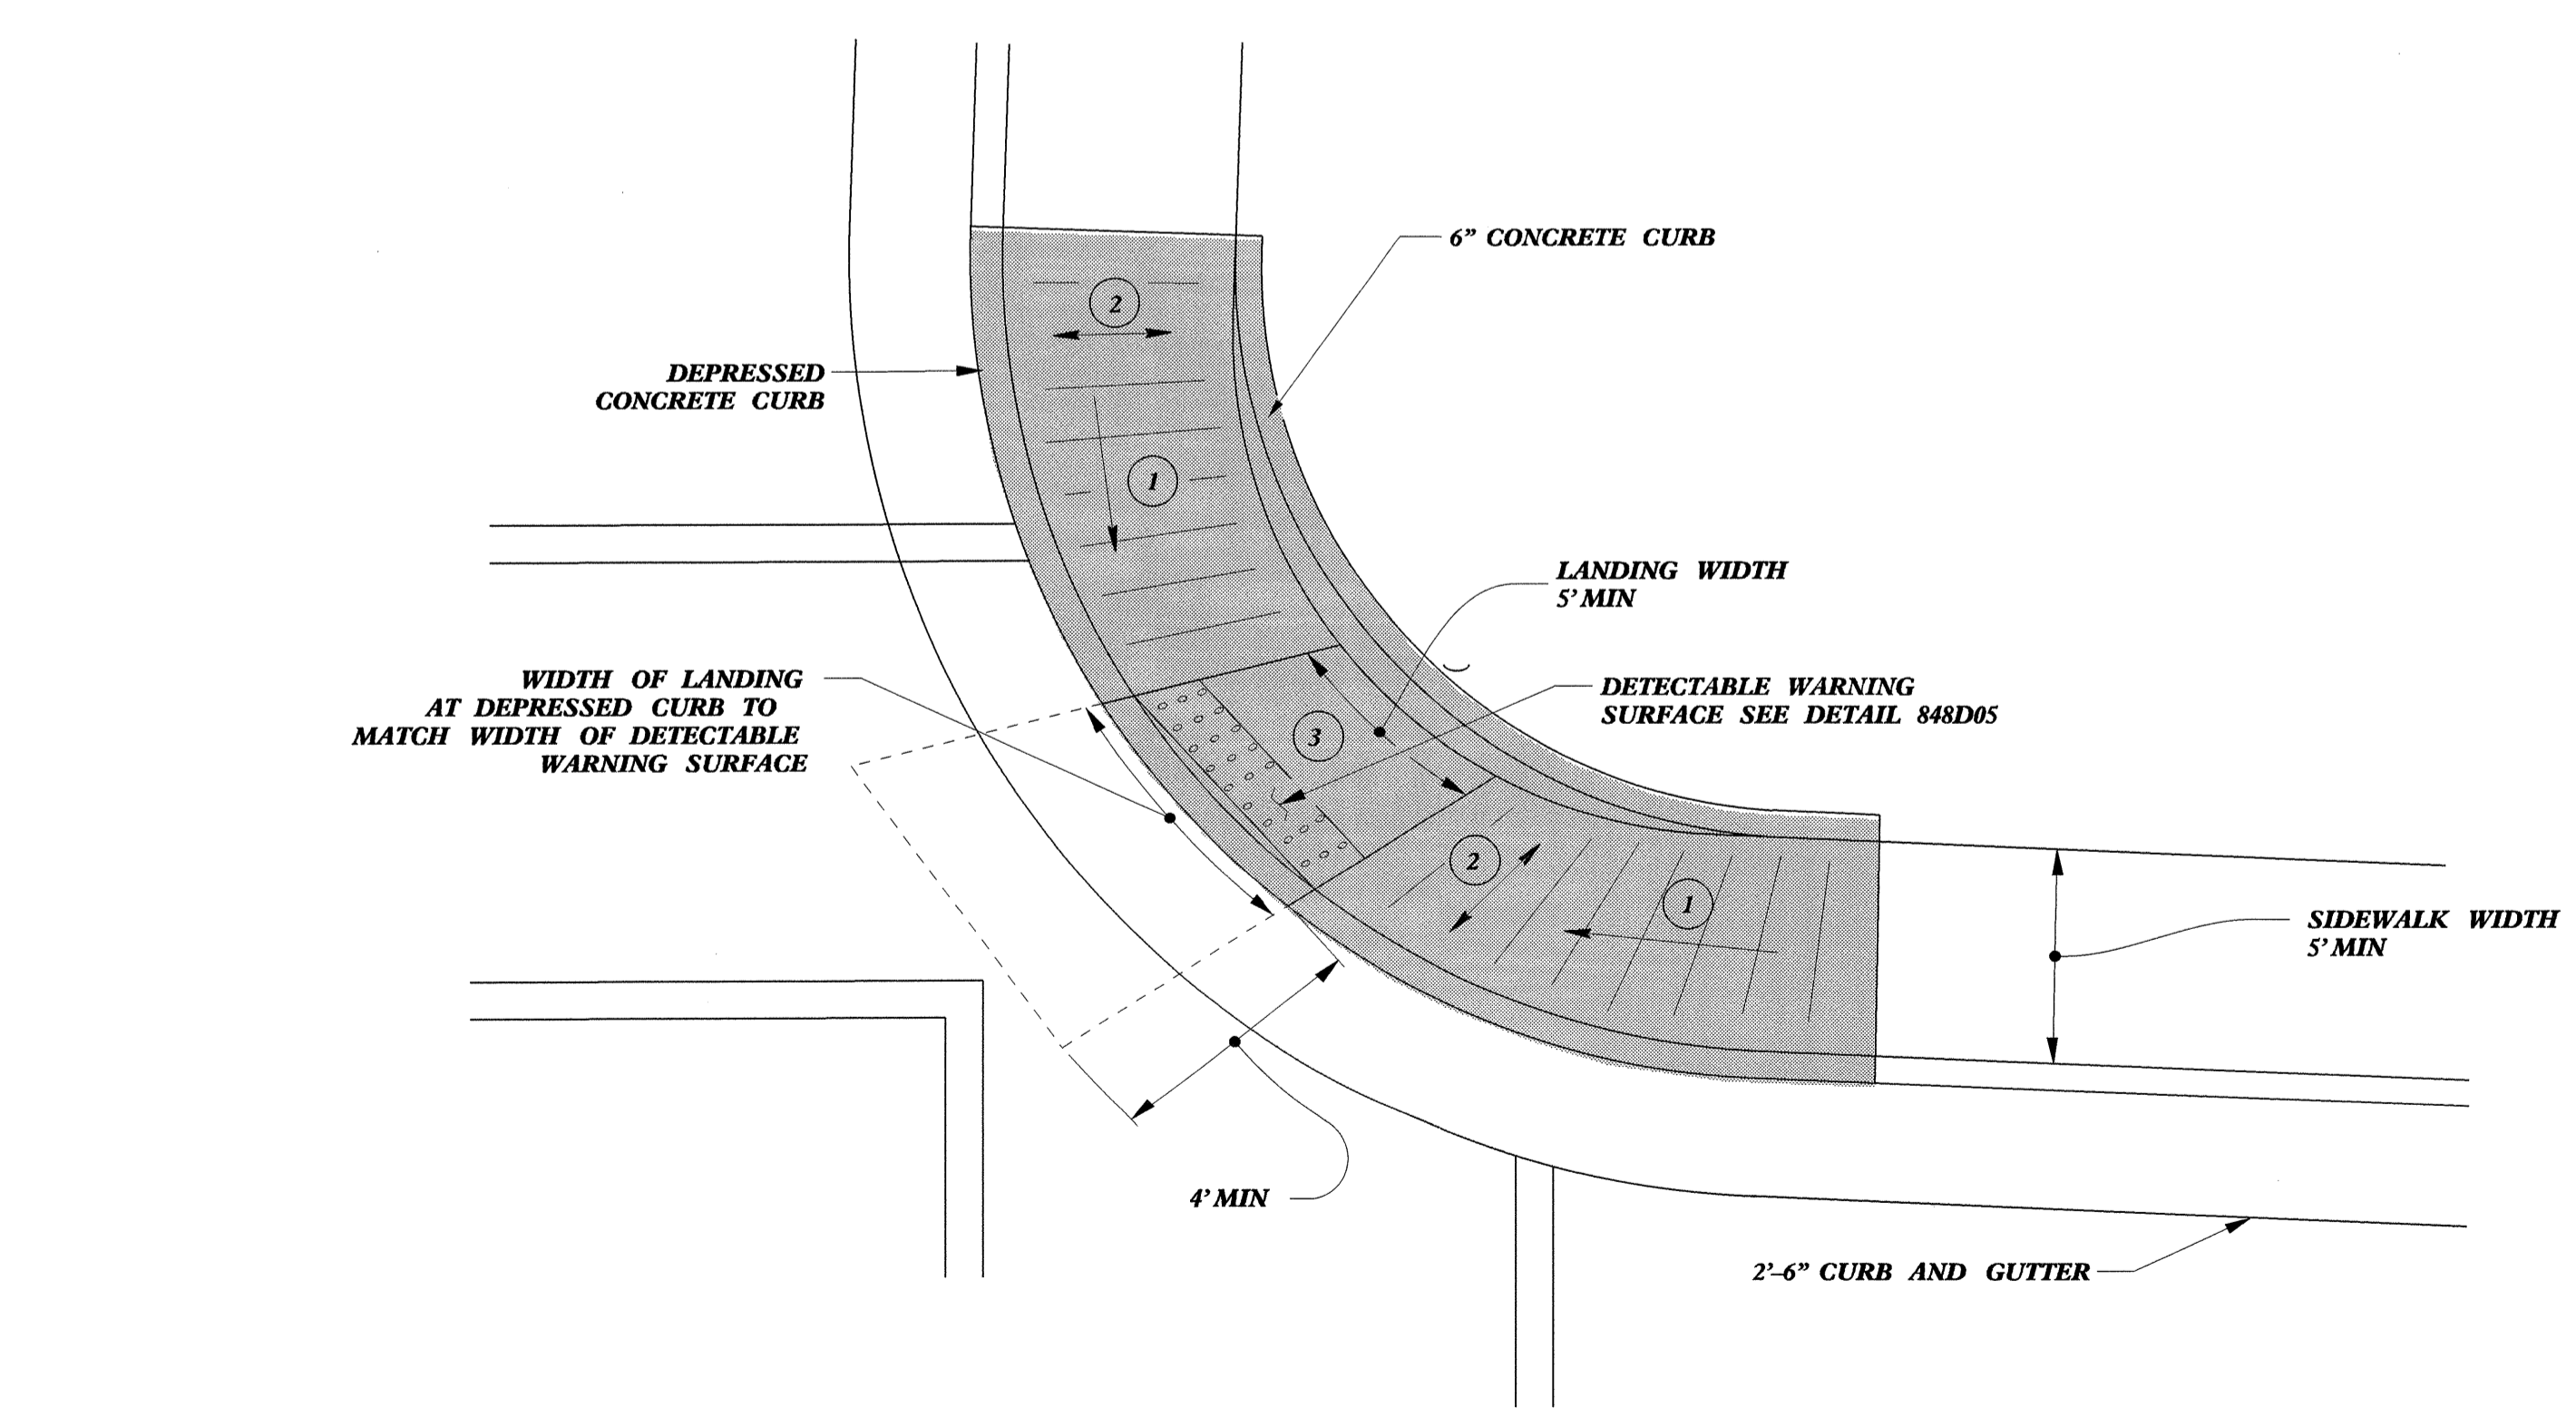 6” CONCRETE CURB
2
DEPRESSED
CONCRETE CURB
1
LANDING WIDTH
5’ MIN
WIDTH OF LANDING
AT DEPRESSED CURB TO
MATCH WIDTH OF DETECTABLE
WARNING SURFACE
DETECTABLE WARNING
SURFACE SEE DETAIL 848D05
3
2
1
SIDEWALK WIDTH
5’ MIN
4’ MIN
2’–6” CURB AND GUTTER